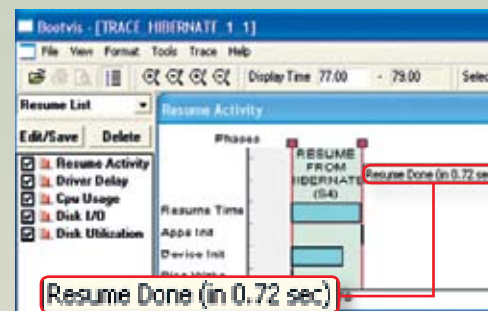 Bootvis - [TRACE_HIBERNATE_1_1]
File View Format Tools Trace Help
Display Time 77.00 - 79.00 Selec
Resume List
Resume Activity
Edit/Save Delete
Phases
Resume Activity
Driver Delay
Cpu Usage
Disk I/O
Disk Utilization
RESUME
FROM
HIBERNATE
(S4)
Resume Done (in 0.72 sec
Resume Time
Apps Init
Device Init
Resume Done (in 0.72 sec)